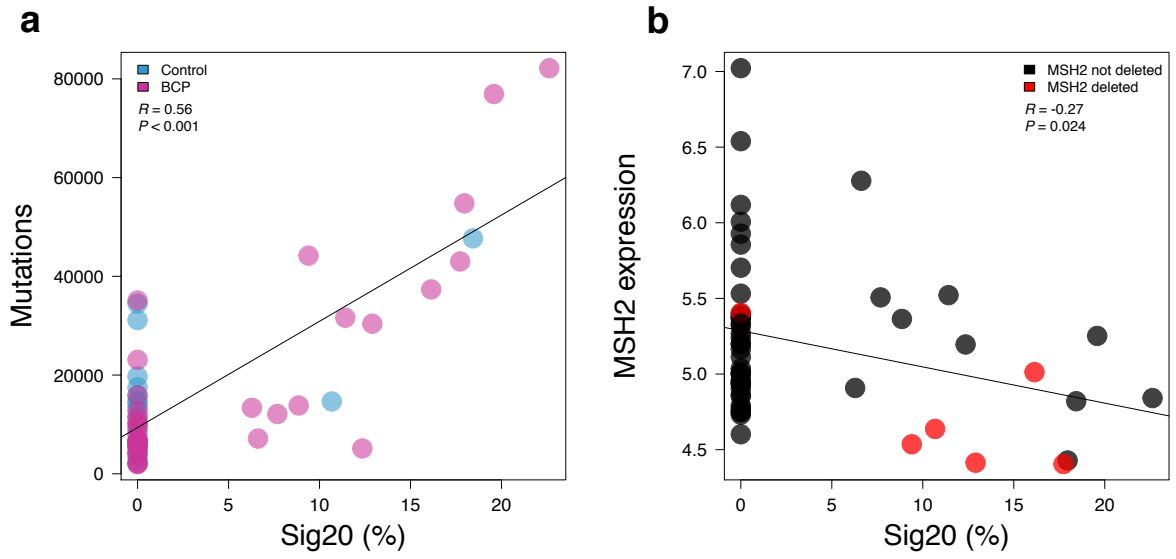 a
Control
BCP
R = 0.56
P < 0.001
80000
60000
40000
20000
0
Mutations
0 5 10 15 20
Sig20 (%)
b
MSH2 not deleted
MSH2 deleted
R = -0.27
P = 0.024
7.0
6.5
6.0
5.5
5.0
4.5
MSH2 expression
0 5 10 15 20
Sig20 (%)